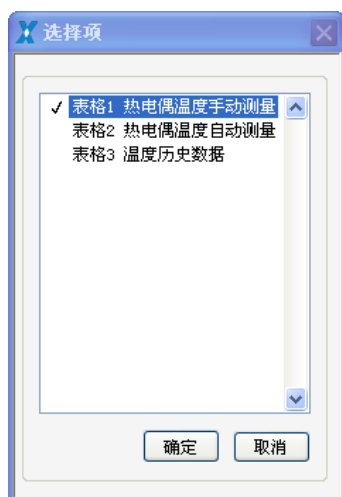 选择项
✓ 表格1 热电偶温度手动测量
表格2 热电偶温度自动测量
表格3 温度历史数据
确定 取消